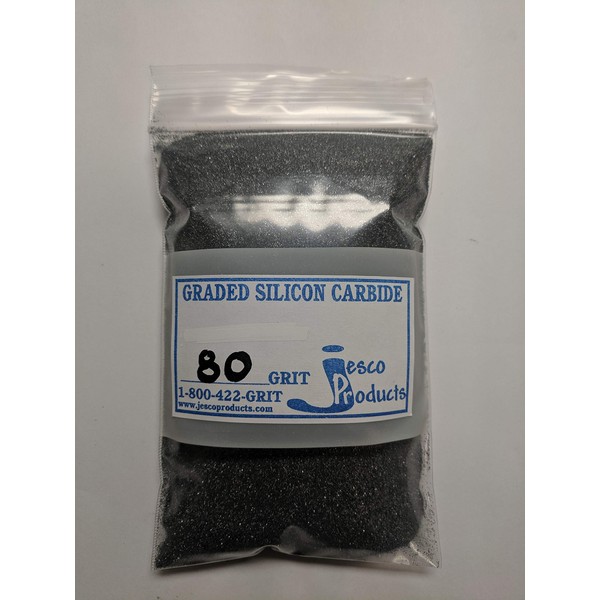 GRADED SILICON CARBIDE
80 GRIT
Jesco
Products
1-800-422-GRIT
www.jescoproducts.com